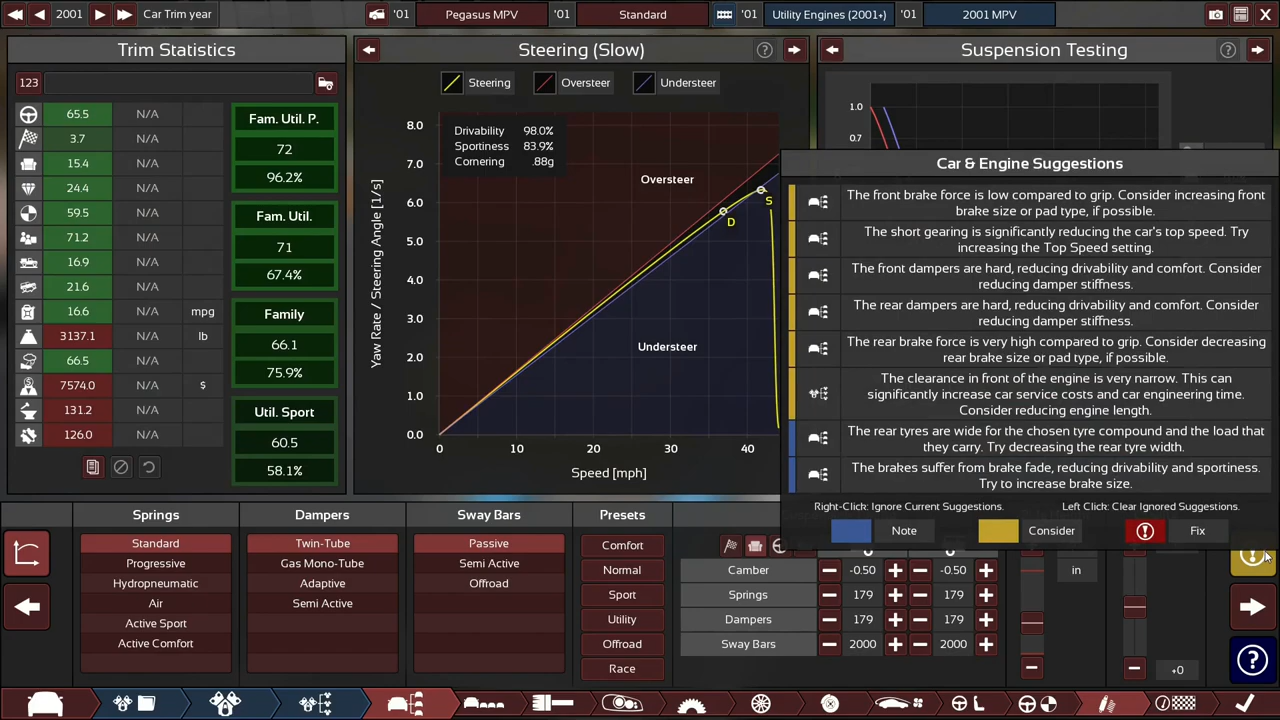 2001
Car Trim year
'01
Pegasus MPV
'01
Standard
'01
Utility Engines (2001+)
'01
2001 MPV
Trim Statistics
123
65.5 N/A
3.7 N/A
15.4 N/A
24.4 N/A
59.5 N/A
71.2 N/A
16.9 N/A
21.6 N/A
16.6 N/A mpg
3137.1 N/A lb
66.5 N/A
7574.0 N/A $
131.2 N/A
126.0 N/A
Fam. Util. P.
72
96.2%
Fam. Util.
71
67.4%
Family
66.1
75.9%
Util. Sport
60.5
58.1%
Steering (Slow)
?
Steering
Oversteer
Understeer
Drivability 98.0%
Sportiness 83.9%
Cornering .88g
Oversteer
Understeer
D
S
Yaw Rate / Steering Angle [1/s]
8.0
7.0
6.0
5.0
4.0
3.0
2.0
1.0
0.0
0 10 20 30 40
Speed [mph]
Suspension Testing
?
1.0
0.7
Car & Engine Suggestions
The front brake force is low compared to grip. Consider increasing front
brake size or pad type, if possible.
The short gearing is significantly reducing the car's top speed. Try
increasing the Top Speed setting.
The front dampers are hard, reducing drivability and comfort. Consider
reducing damper stiffness.
The rear dampers are hard, reducing drivability and comfort. Consider
reducing damper stiffness.
The rear brake force is very high compared to grip. Consider decreasing
rear brake size or pad type, if possible.
The clearance in front of the engine is very narrow. This can
significantly increase car service costs and car engineering time.
Consider reducing engine length.
The rear tyres are wide for the chosen tyre compound and the load that
they carry. Try decreasing the rear tyre width.
The brakes suffer from brake fade, reducing drivability and sportiness.
Try to increase brake size.
Right-Click: Ignore Current Suggestions.
Left Click: Clear Ignored Suggestions.
Note
Consider
Fix
Springs
Standard
Progressive
Hydropneumatic
Air
Active Sport
Active Comfort
Dampers
Twin-Tube
Gas Mono-Tube
Adaptive
Semi Active
Sway Bars
Passive
Semi Active
Offroad
Presets
Comfort
Normal
Sport
Utility
Offroad
Race
Camber -0.50 -0.50
Springs 179 179
Dampers 179 179
Sway Bars 2000 2000
in
+0
?